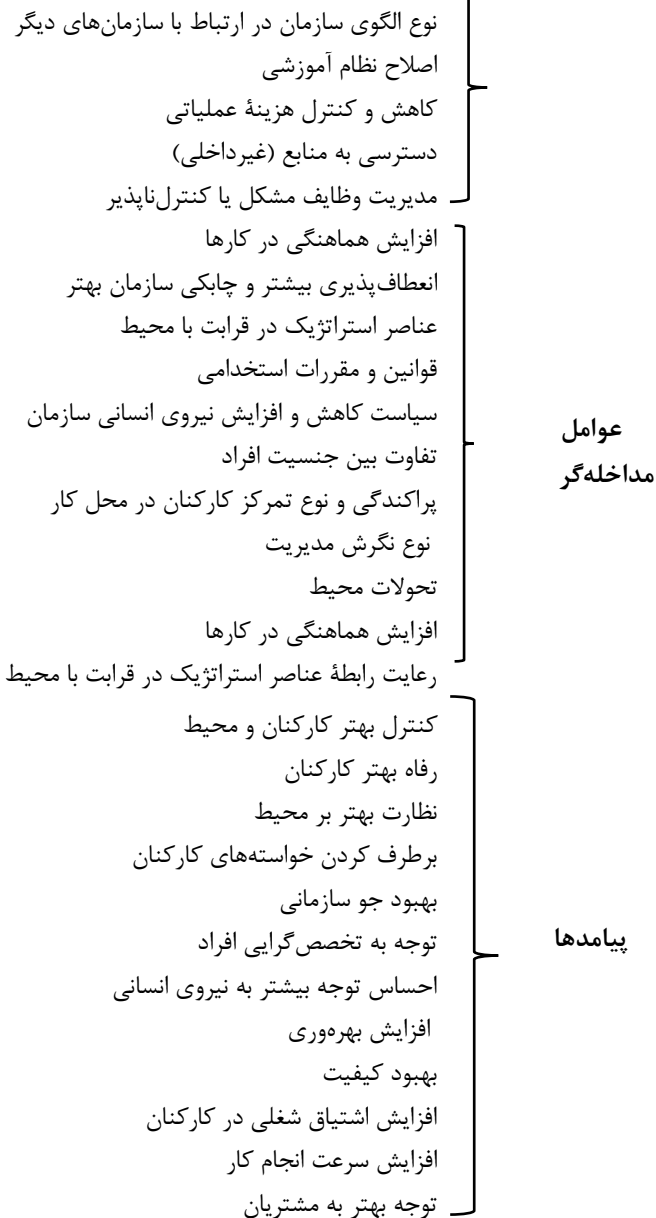 نوع الگوی سازمان در ارتباط با سازمان‌های دیگر
اصلاح نظام آموزشی
کاهش و کنترل هزینهٔ عملیاتی
دسترسی به منابع (غیرداخلی)
مدیریت وظایف مشکل یا کنترل‌ناپذیر
عوامل
مداخله‌گر
افزایش هماهنگی در کارها
انعطاف‌پذیری بیشتر و چابکی سازمان بهتر
عناصر استراتژیک در قرابت با محیط
قوانین و مقررات استخدامی
سیاست کاهش و افزایش نیروی انسانی سازمان
تفاوت بین جنسیت افراد
پراکندگی و نوع تمرکز کارکنان در محل کار
نوع نگرش مدیریت
تحولات محیط
افزایش هماهنگی در کارها
رعایت رابطهٔ عناصر استراتژیک در قرابت با محیط
پیامدها
کنترل بهتر کارکنان و محیط
رفاه بهتر کارکنان
نظارت بهتر بر محیط
برطرف کردن خواسته‌های کارکنان
بهبود جو سازمانی
توجه به تخصص‌گرایی افراد
احساس توجه بیشتر به نیروی انسانی
افزایش بهره‌وری
بهبود کیفیت
افزایش اشتیاق شغلی در کارکنان
افزایش سرعت انجام کار
توجه بهتر به مشتریان